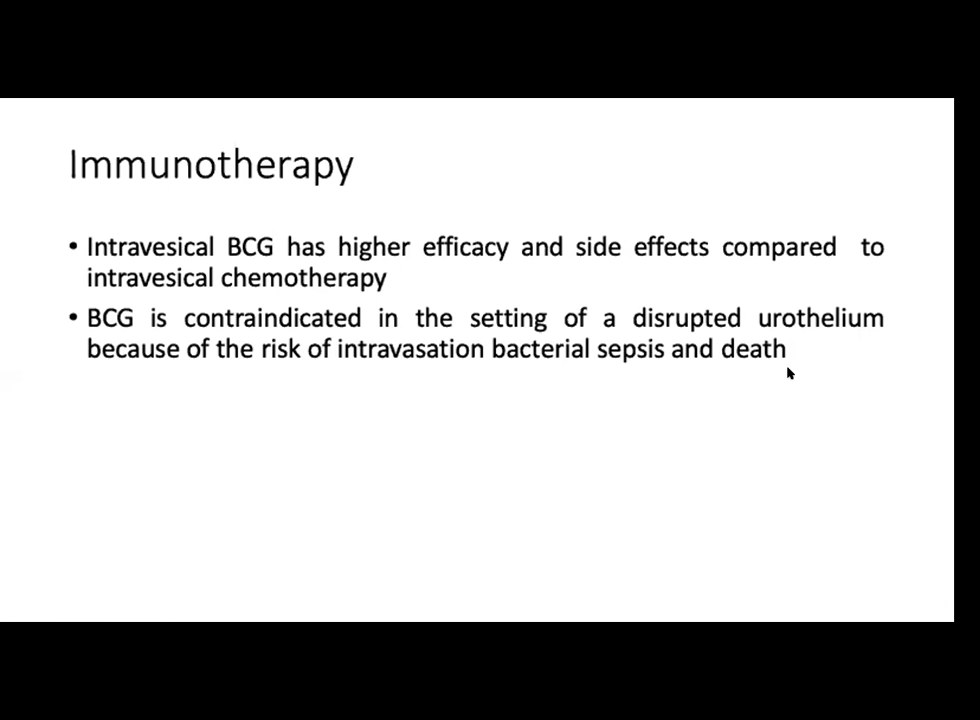 Immunotherapy
• Intravesical BCG has higher efficacy and side effects compared to
intravesical chemotherapy
• BCG is contraindicated in the setting of a disrupted urothelium
because of the risk of intravasation bacterial sepsis and death